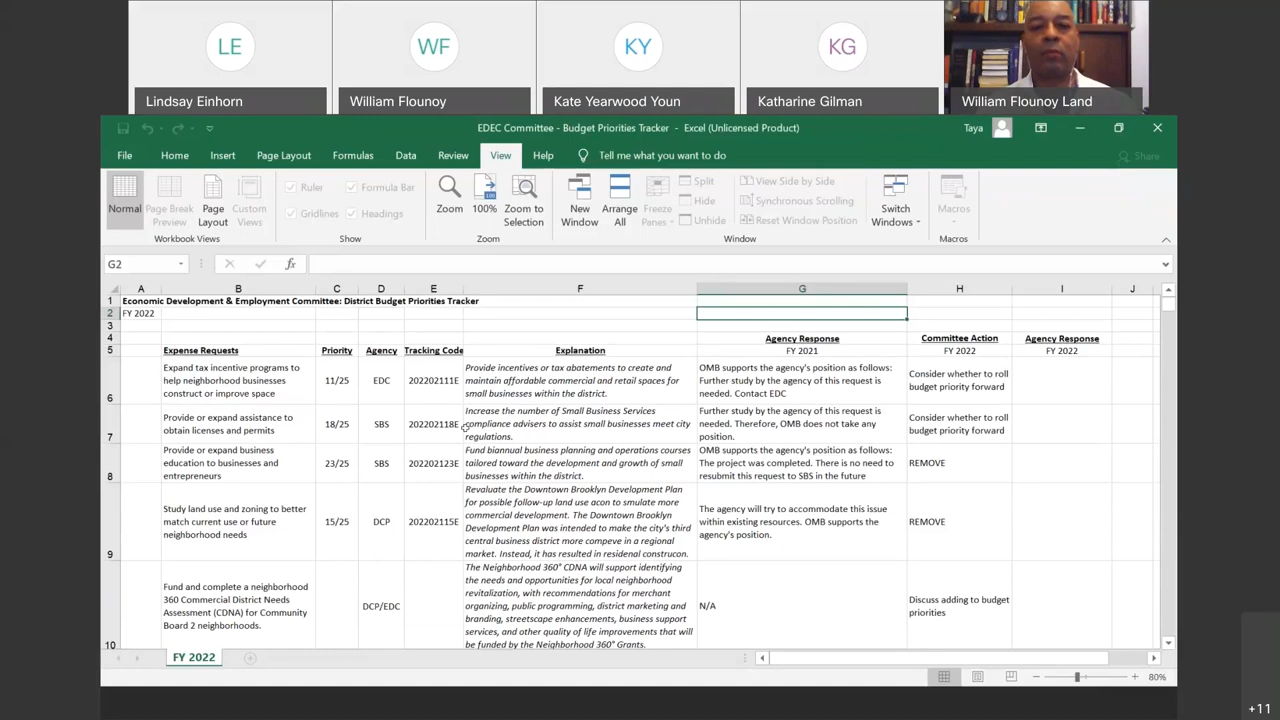 LE
WF
KY
KG
Lindsay Einhorn
William Flounoy
Kate Yearwood Youn
Katharine Gilman
William Flounoy Land
EDEC Committee - Budget Priorities Tracker - Excel (Unlicensed Product)
Taya
File
Home
Insert
Page Layout
Formulas
Data
Review
View
Help
Tell me what you want to do
Share
Normal
Page Break
Preview
Page
Layout
Custom
Views
Workbook Views
Ruler
Formula Bar
Gridlines
Headings
Show
Zoom
100%
Zoom to
Selection
Zoom
New
Window
Arrange
All
Freeze
Panes
Split
Hide
Unhide
View Side by Side
Synchronous Scrolling
Reset Window Position
Window
Switch
Windows
Macros
Macros
G2
fx
A B C D E F G H I J
1 Economic Development & Employment Committee: District Budget Priorities Tracker
2 FY 2022
3
4 Agency Response Committee Action Agency Response
5 Expense Requests Priority Agency Tracking Code Explanation FY 2021 FY 2022 FY 2022
Expand tax incentive programs to
help neighborhood businesses
construct or improve space
11/25
EDC
202202111E
Provide incentives or tax abatements to create and
maintain affordable commercial and retail spaces for
small businesses within the district.
OMB supports the agency's position as follows:
Further study by the agency of this request is
needed. Contact EDC
Consider whether to roll
budget priority forward
6
Provide or expand assistance to
obtain licenses and permits
18/25
SBS
202202118E
Increase the number of Small Business Services
compliance advisers to assist small businesses meet city
regulations.
Further study by the agency of this request is
needed. Therefore, OMB does not take any
position.
Consider whether to roll
budget priority forward
7
Provide or expand business
education to businesses and
entrepreneurs
23/25
SBS
202202123E
Fund biannual business planning and operations courses
tailored toward the development and growth of small
businesses within the district.
OMB supports the agency's position as follows:
The project was completed. There is no need to
resubmit this request to SBS in the future
REMOVE
8
Study land use and zoning to better
match current use or future
neighborhood needs
15/25
DCP
202202115E
Revaluate the Downtown Brooklyn Development Plan
for possible follow-up land use acon to smulate more
commercial development. The Downtown Brooklyn
Development Plan was intended to make the city's third
central business district more compeve in a regional
market. Instead, it has resulted in residenal construcon.
The agency will try to accommodate this issue
within existing resources. OMB supports the
agency's position.
REMOVE
9
Fund and complete a neighborhood
360 Commercial District Needs
Assessment (CDNA) for Community
Board 2 neighborhoods.
DCP/EDC
The Neighborhood 360° CDNA will support identifying
the needs and opportunities for local neighborhood
revitalization, with recommendations for merchant
organizing, public programming, district marketing and
branding, streetscape enhancements, business support
services, and other quality of life improvements that will
be funded by the Neighborhood 360° Grants.
N/A
Discuss adding to budget
priorities
10
FY 2022
80%
+11